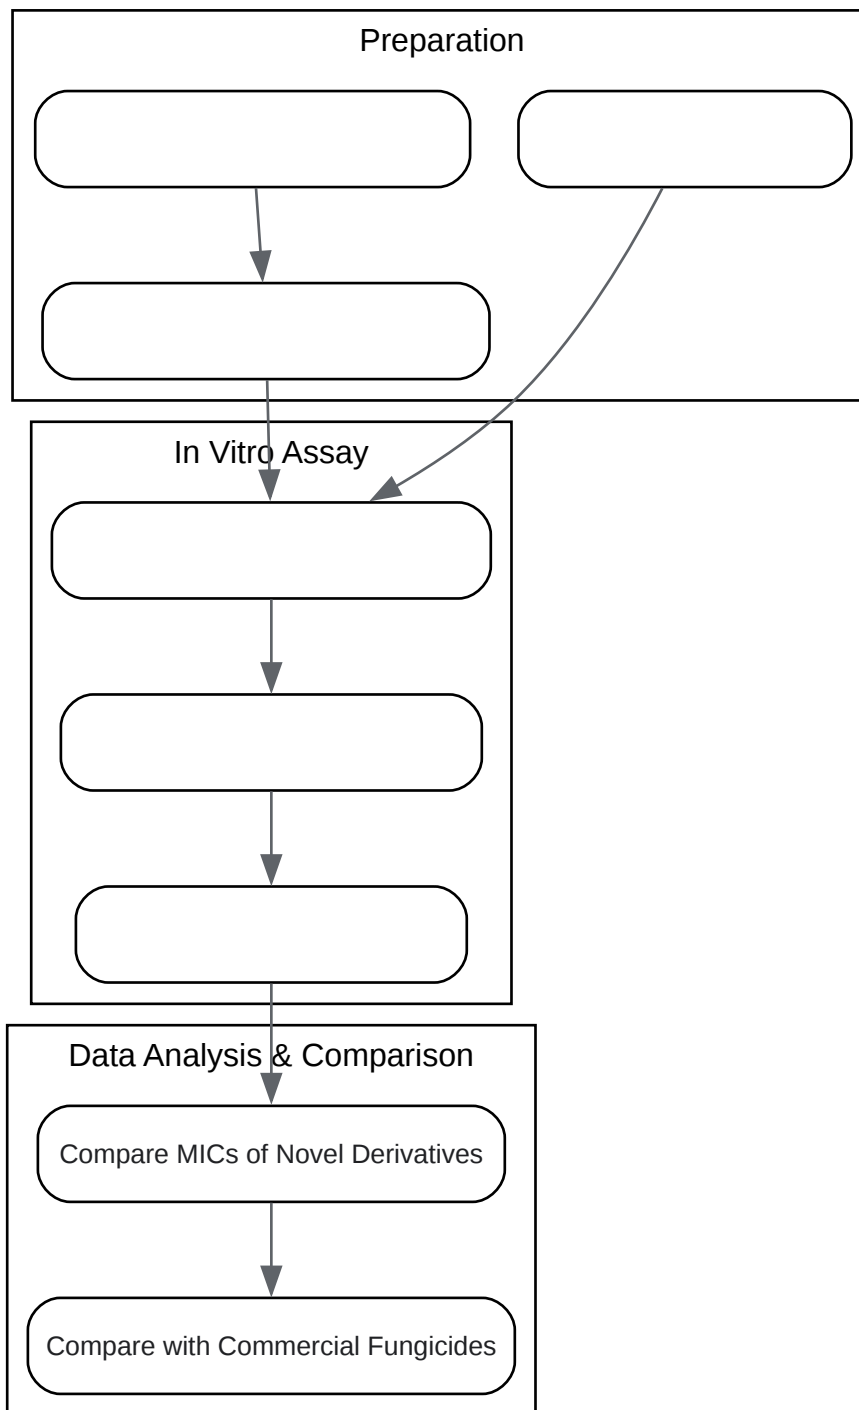 Preparation
In Vitro Assay
Data Analysis & Comparison
Compare MICs of Novel Derivatives
Compare with Commercial Fungicides